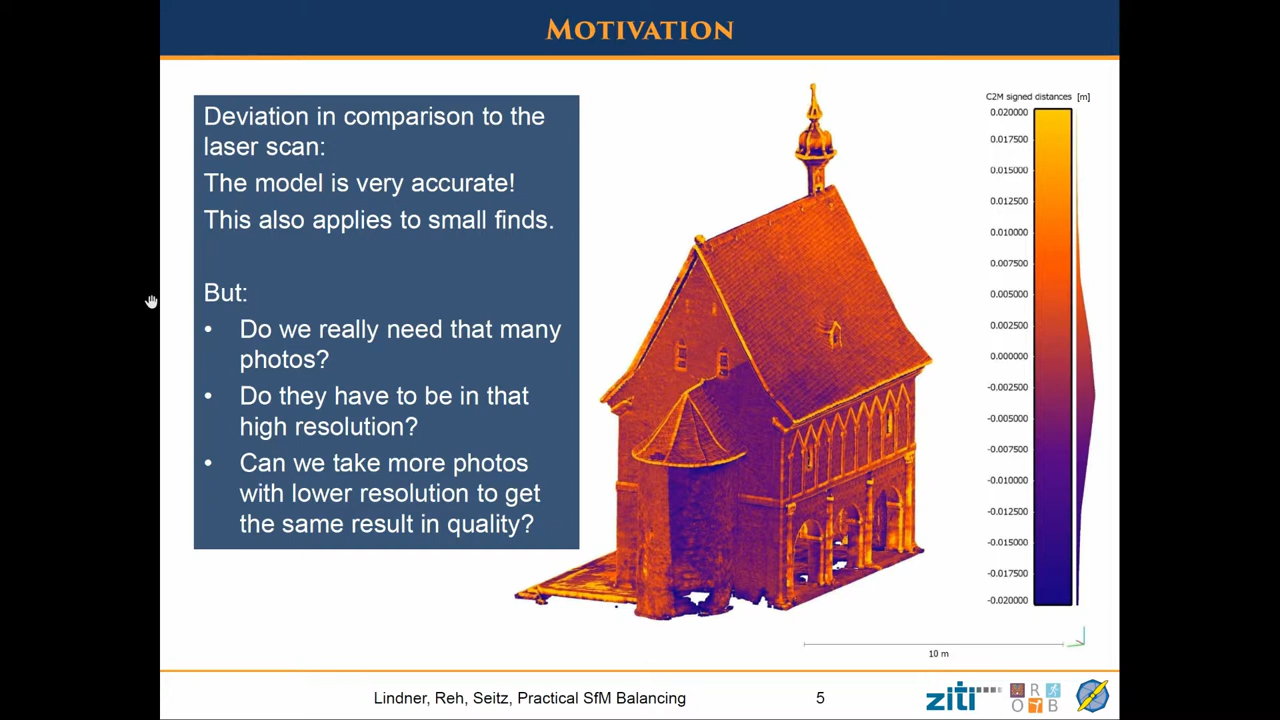 MOTIVATION
Deviation in comparison to the
laser scan:
The model is very accurate!
This also applies to small finds.
But:
• Do we really need that many
photos?
• Do they have to be in that
high resolution?
• Can we take more photos
with lower resolution to get
the same result in quality?
C2M signed distances [m]
0.020000
0.017500
0.015000
0.012500
0.010000
0.007500
0.005000
0.002500
0.000000
-0.002500
-0.005000
-0.007500
-0.010000
-0.012500
-0.015000
-0.017500
-0.020000
10 m
Lindner, Reh, Seitz, Practical SfM Balancing
5
ziti
R
O B